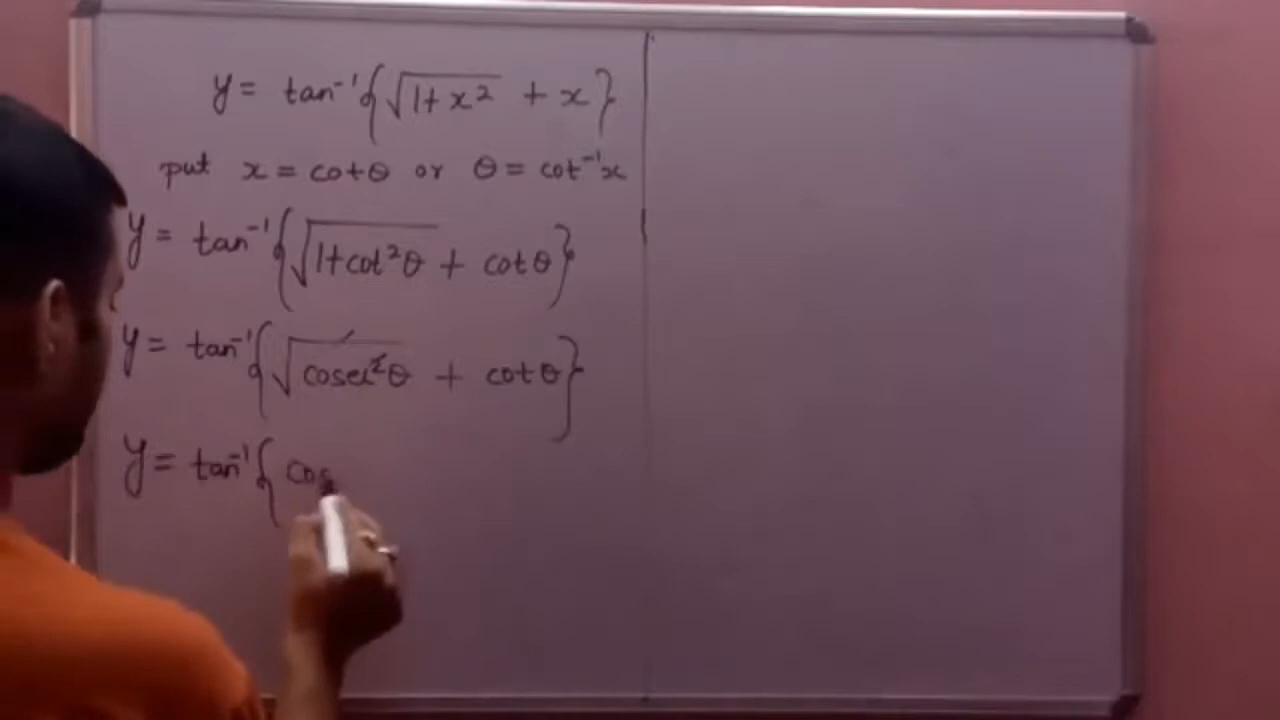 y = tan⁻¹{√1+x² + x}
put x = cotθ or θ = cot⁻¹x
y = tan⁻¹{√1+cot²θ + cotθ}
y = tan⁻¹{√cosec²θ + cotθ}
y = tan⁻¹{ cos